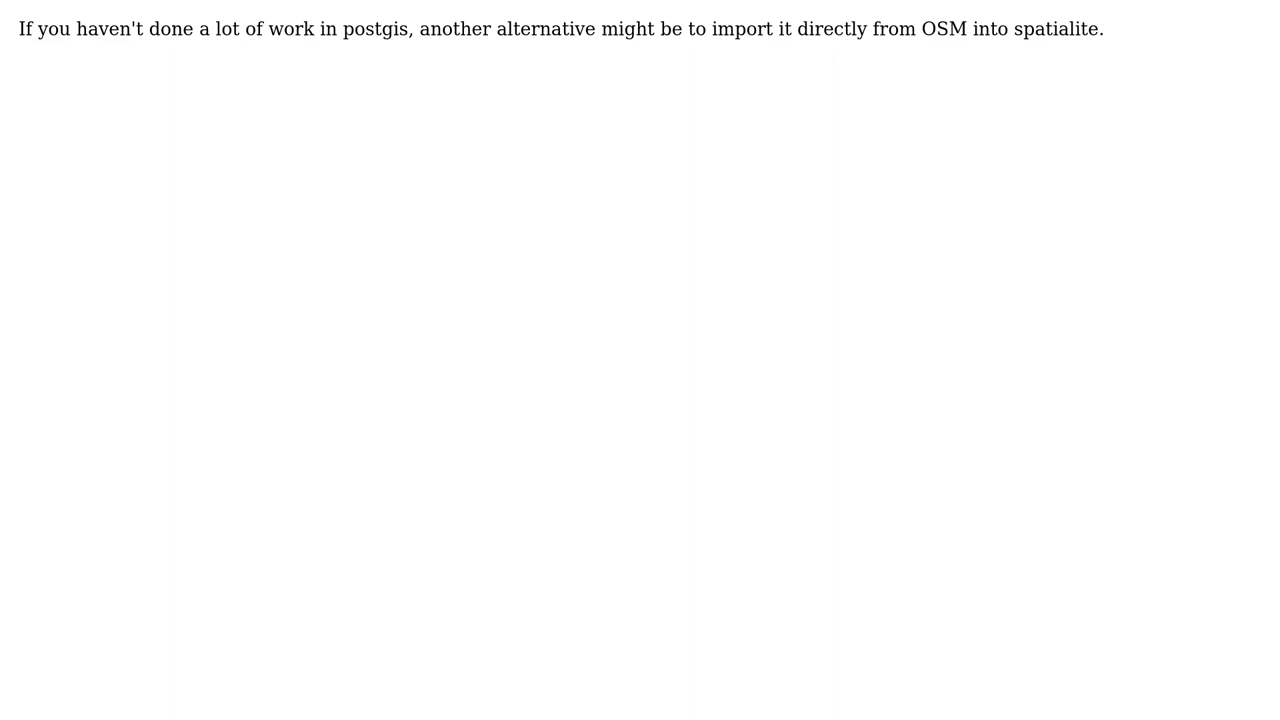 If you haven't done a lot of work in postgis, another alternative might be to import it directly from OSM into spatialite.